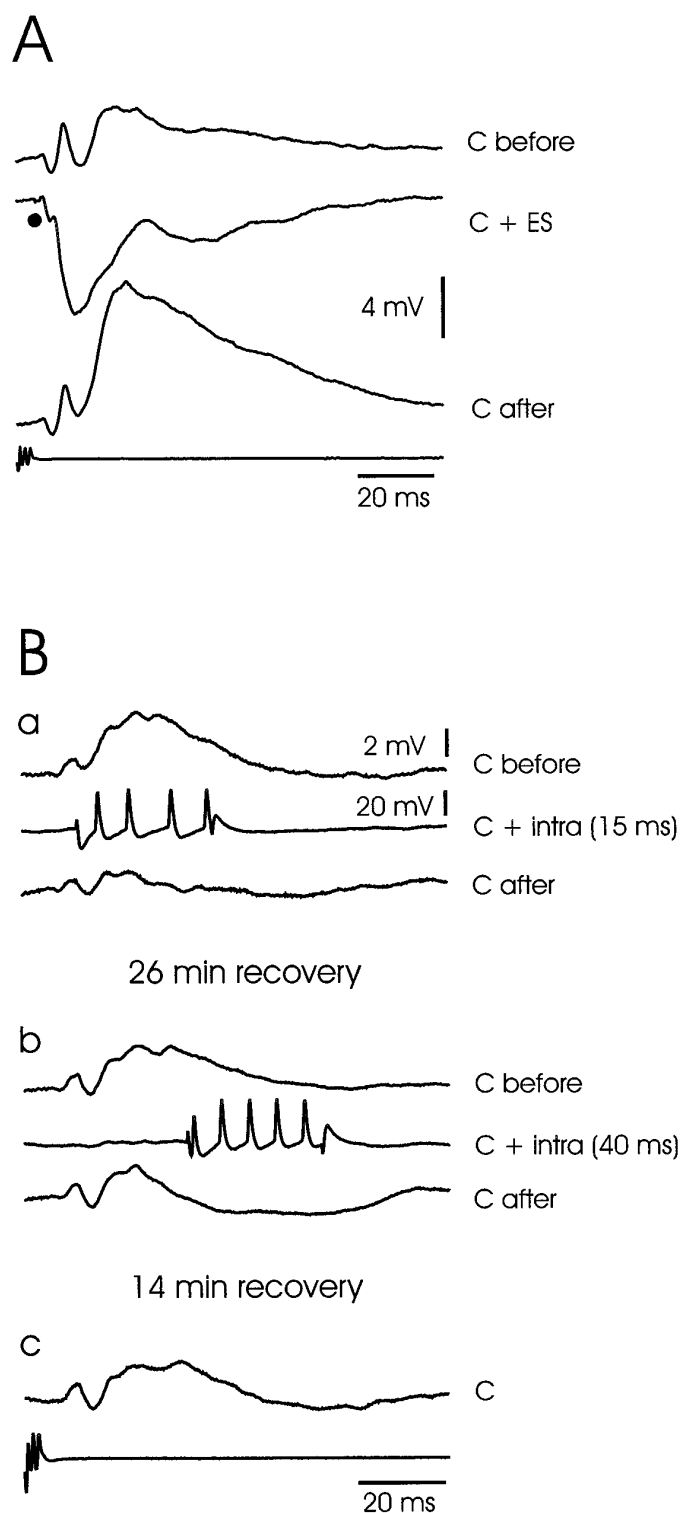 A
C before
C + ES
4 mV
C after
20 ms
B
a
2 mV
C before
20 mV
C + intra (15 ms)
C after
26 min recovery
b
C before
C + intra (40 ms)
C after
14 min recovery
c
C
20 ms